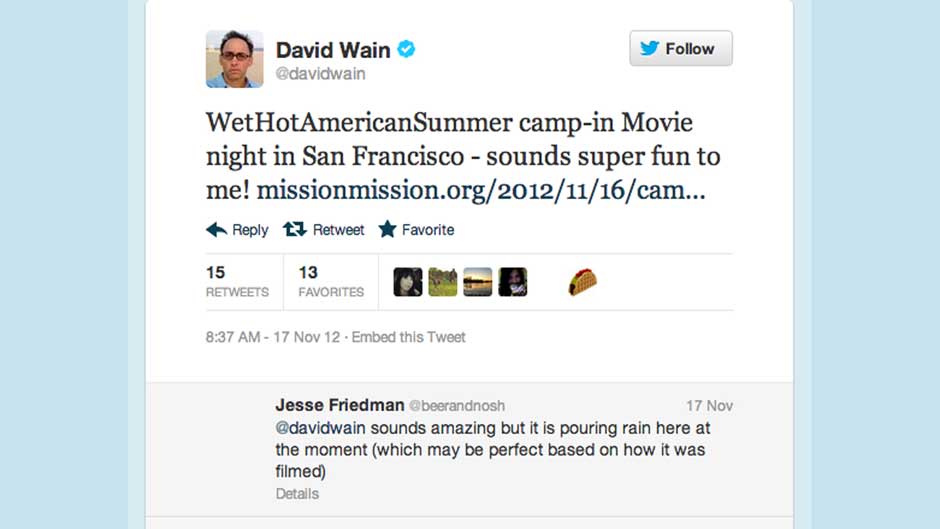 David Wain
Follow
@davidwain
WetHotAmericanSummer camp-in Movie
night in San Francisco - sounds super fun to
me! missionmission.org/2012/11/16/cam...
Reply Retweet Favorite
15 13
RETWEETS FAVORITES
8:37 AM - 17 Nov 12 · Embed this Tweet
Jesse Friedman @beerandnosh 17 Nov
@davidwain sounds amazing but it is pouring rain here at
the moment (which may be perfect based on how it was
filmed)
Details